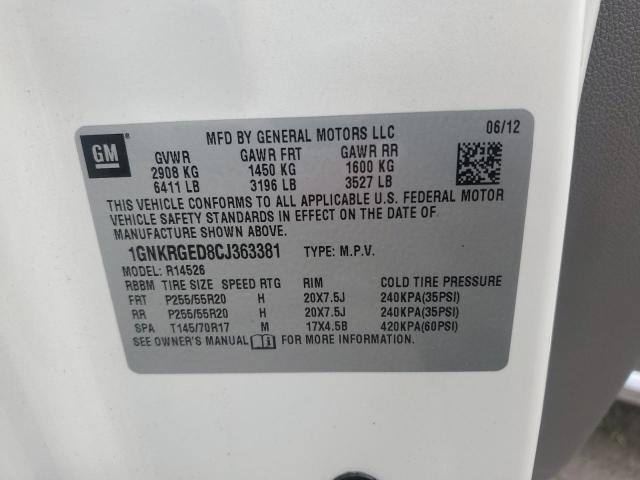 GM
MFD BY GENERAL MOTORS LLC 06/12
GVWR GAWR FRT GAWR RR
2908 KG 1450 KG 1600 KG
6411 LB 3196 LB 3527 LB
THIS VEHICLE CONFORMS TO ALL APPLICABLE U.S. FEDERAL MOTOR
VEHICLE SAFETY STANDARDS IN EFFECT ON THE DATE OF
MANUFACTURE SHOWN ABOVE.
1GNKRGED8CJ363381 TYPE: M.P.V.
MODEL: R14526
RBBM TIRE SIZE SPEED RTG RIM COLD TIRE PRESSURE
FRT P255/55R20 H 20X7.5J 240KPA(35PSI)
RR P255/55R20 H 20X7.5J 240KPA(35PSI)
SPA T145/70R17 M 17X4.5B 420KPA(60PSI)
SEE OWNER'S MANUAL FOR MORE INFORMATION.